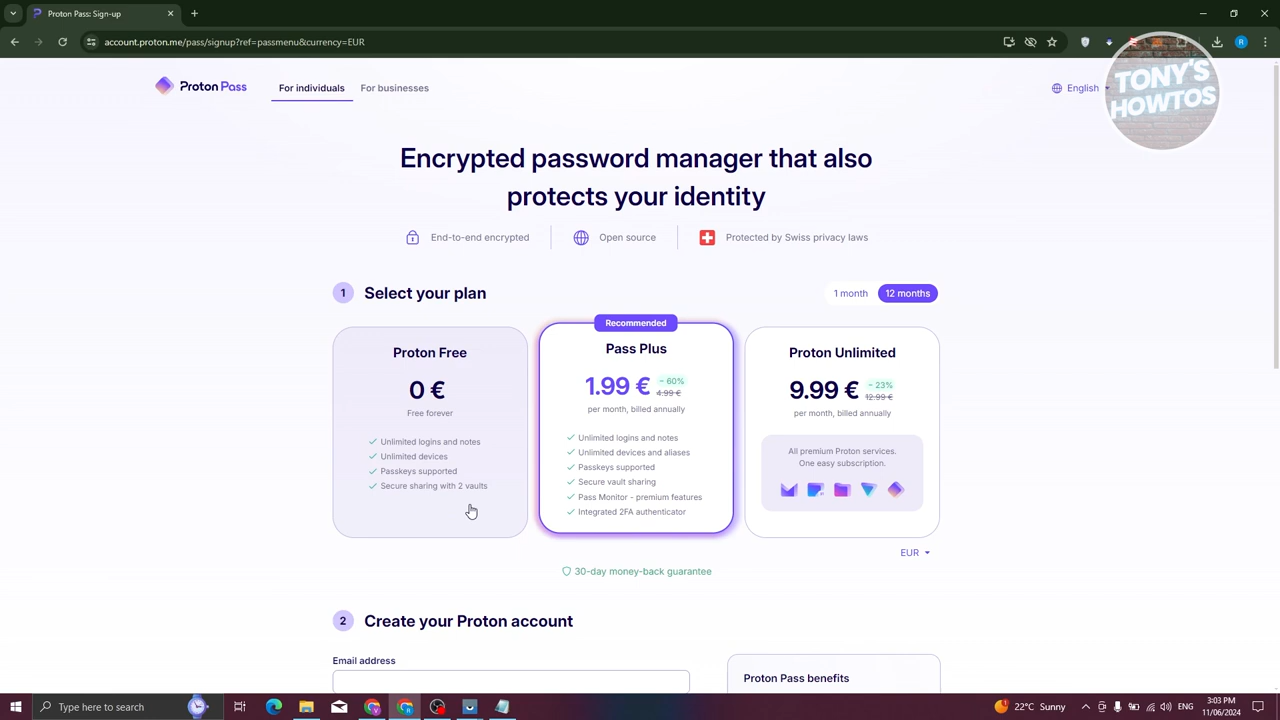 Proton Pass: Sign-up
account.proton.me/pass/signup?ref=passmenu&currency=EUR
R
TONY'S
HOWTOS
Proton Pass
For individuals
For businesses
English
Encrypted password manager that also
protects your identity
End-to-end encrypted
Open source
Protected by Swiss privacy laws
1
Select your plan
1 month
12 months
Proton Free
0 €
Free forever
Unlimited logins and notes
Unlimited devices
Passkeys supported
Secure sharing with 2 vaults
Recommended
Pass Plus
1.99 €
− 60%
4.99 €
per month, billed annually
Unlimited logins and notes
Unlimited devices and aliases
Passkeys supported
Secure vault sharing
Pass Monitor - premium features
Integrated 2FA authenticator
Proton Unlimited
9.99 €
− 23%
12.99 €
per month, billed annually
All premium Proton services.
One easy subscription.
EUR
30-day money-back guarantee
2
Create your Proton account
Email address
Proton Pass benefits
Type here to search
22°C Sunny
3:03 PM
11/06/2024